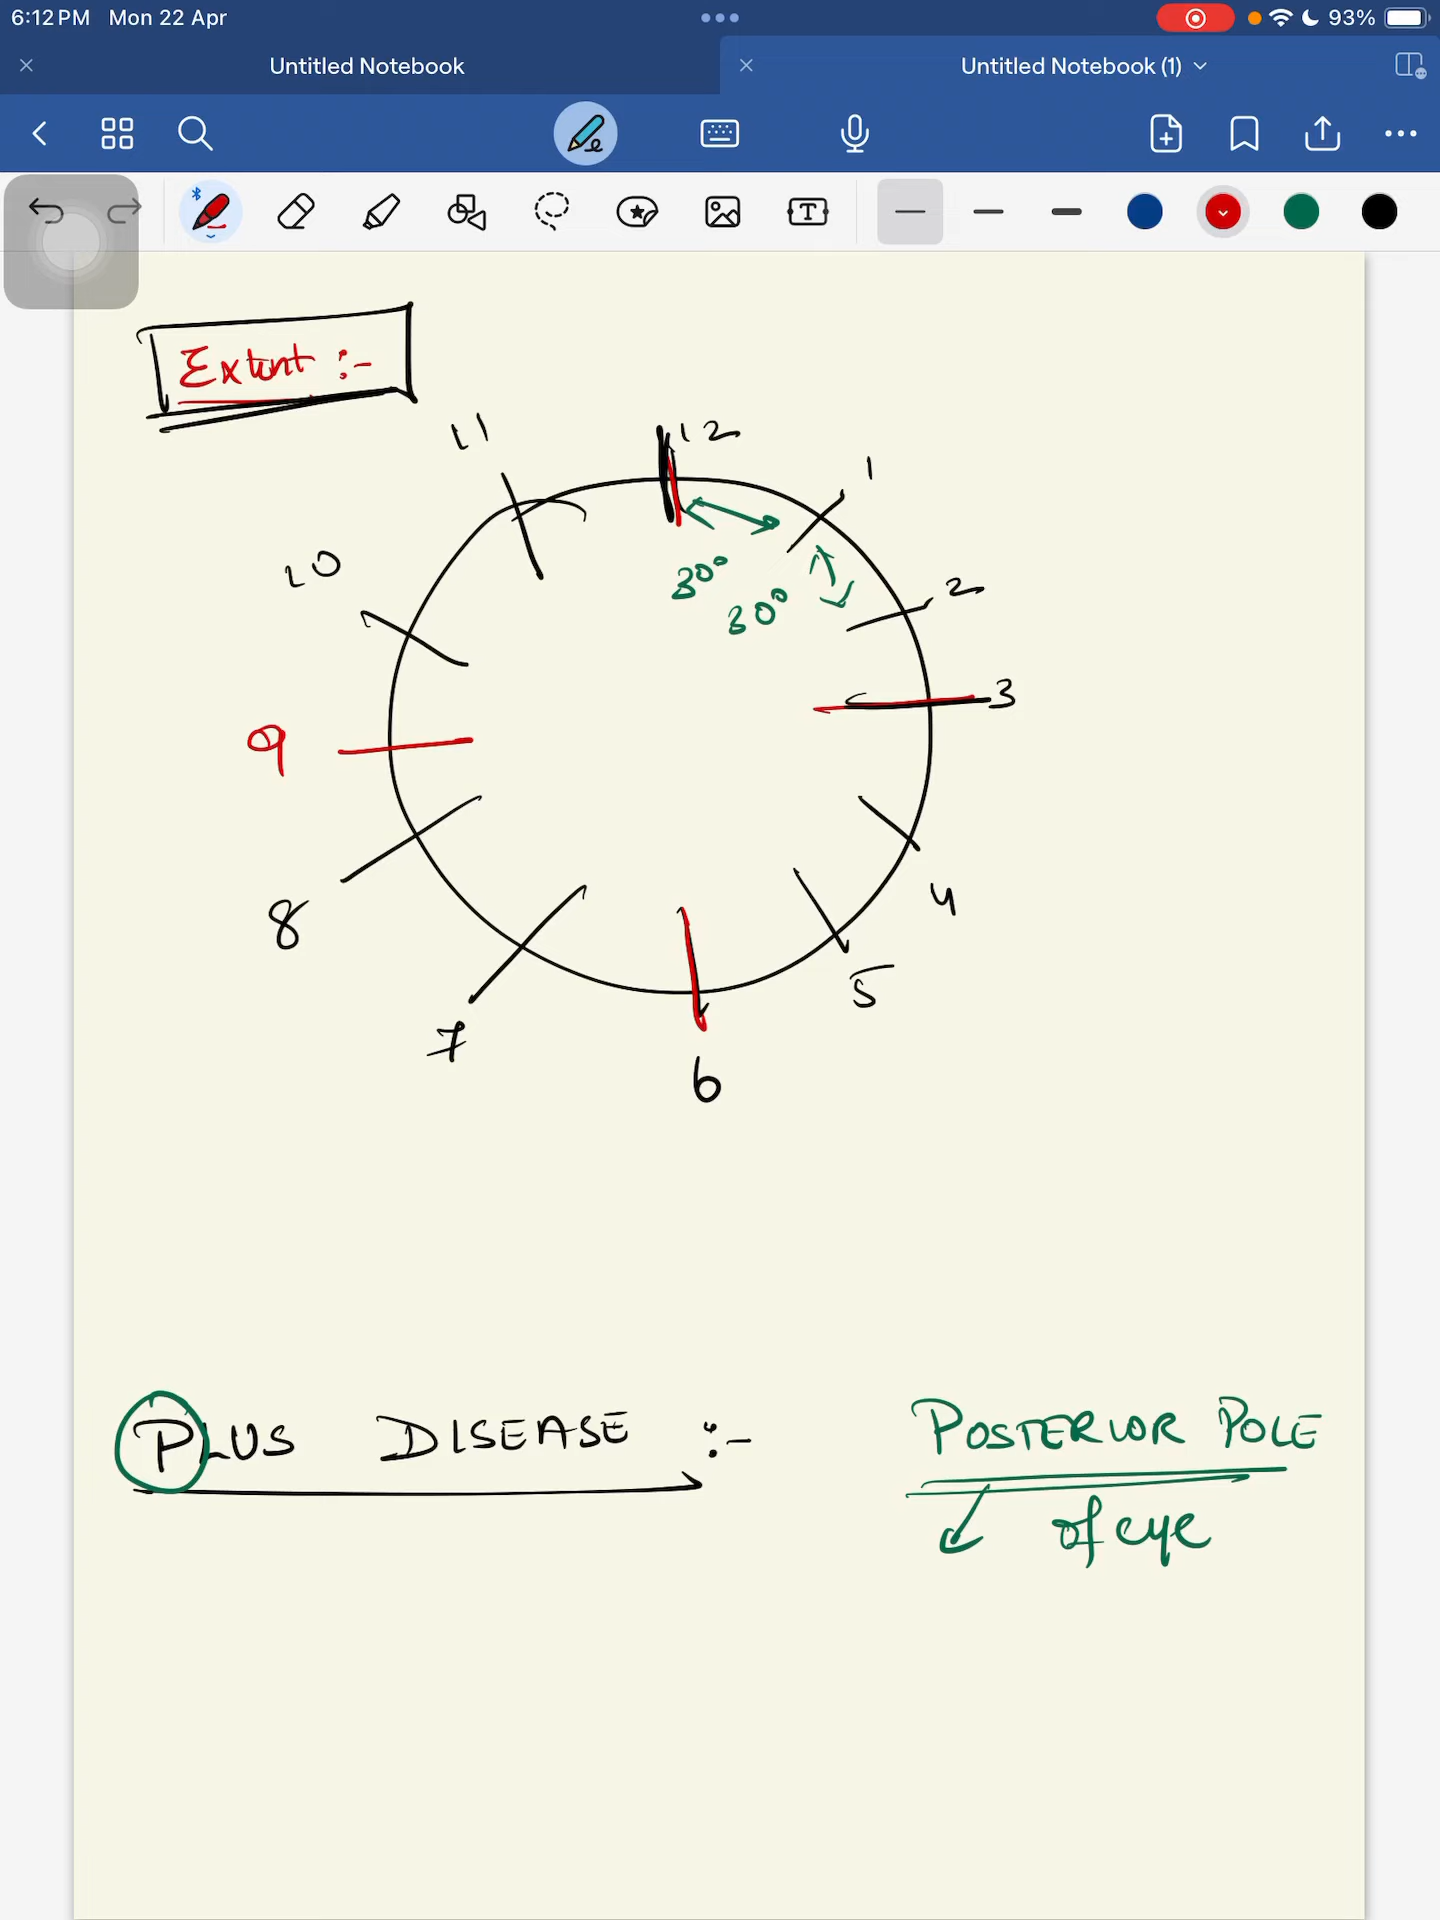 6:12 PM Mon 22 Apr 93%
Untitled Notebook Untitled Notebook (1)
Extent :-
11 12 1
10 30° 30° 2
9 3
8 4
7 5
6
PLUS DISEASE :- POSTERIOR POLE
of eye